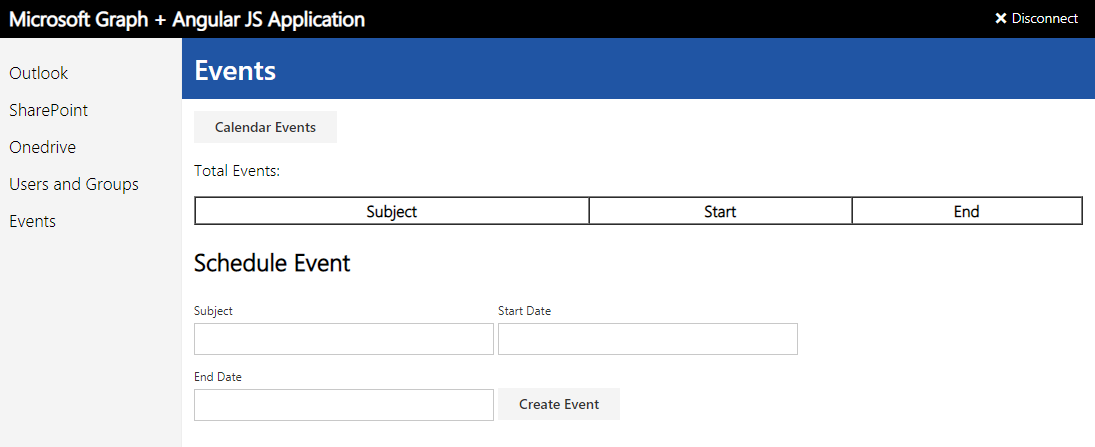 Microsoft Graph + Angular JS Application
✖ Disconnect
Outlook
SharePoint
Onedrive
Users and Groups
Events
Events
Calendar Events
Total Events:
Subject Start End
Schedule Event
Subject Start Date
End Date
Create Event